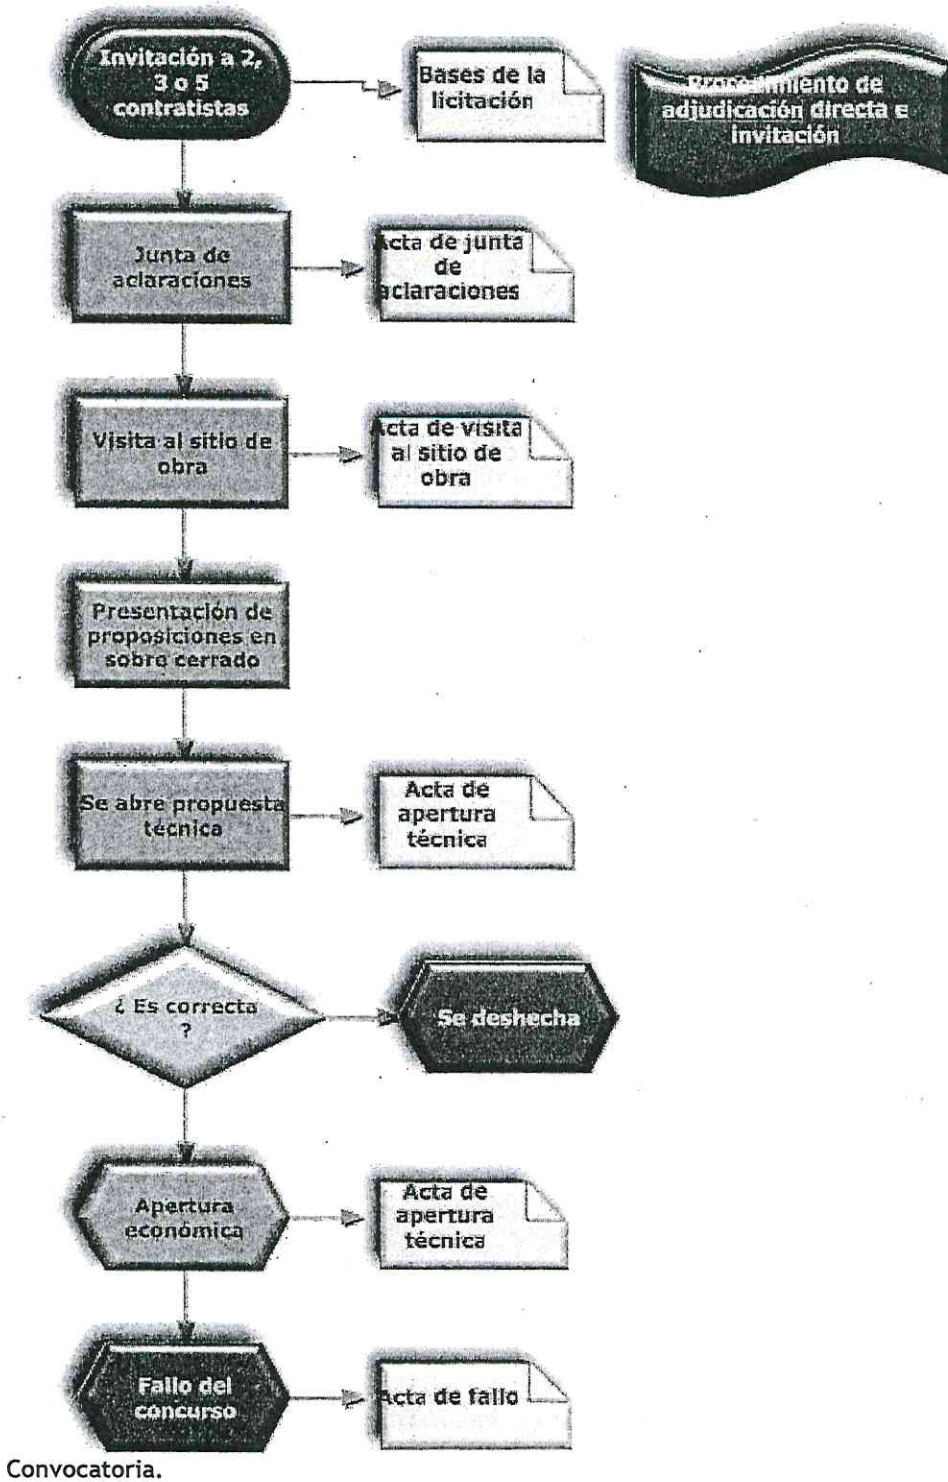 Invitación a 2,
3 o 5
contratistas
Bases de la
licitación
Procedimiento de
adjudicación directa e
invitación
Junta de
aclaraciones
Acta de junta
de
aclaraciones
Visita al sitio de
obra
Acta de visita
al sitio de
obra
Presentación de
proposiciones en
sobre cerrado
Se abre propuesta
técnica
Acta de
apertura
técnica
¿ Es correcta
?
Se deshecha
Apertura
económica
Acta de
apertura
técnica
Fallo del
concurso
Acta de fallo
Convocatoria.